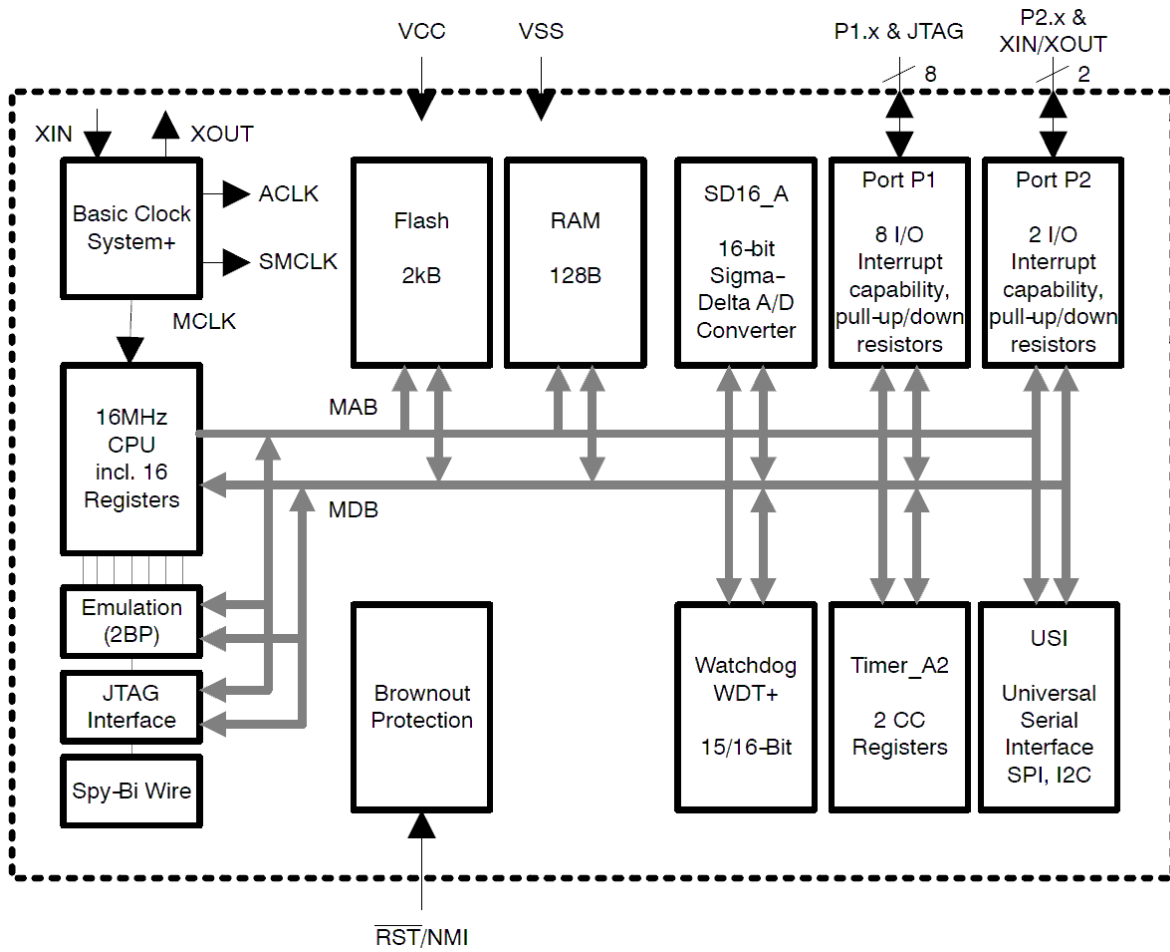 VCC
VSS
P1.x & JTAG
P2.x &
XIN/XOUT
8
2
XIN
XOUT
Basic Clock
System+
ACLK
SMCLK
MCLK
Flash
2kB
RAM
128B
SD16_A
16-bit
Sigma-
Delta A/D
Converter
Port P1
8 I/O
Interrupt
capability,
pull-up/down
resistors
Port P2
2 I/O
Interrupt
capability,
pull-up/down
resistors
16MHz
CPU
incl. 16
Registers
MAB
MDB
Emulation
(2BP)
JTAG
Interface
Spy-Bi Wire
Brownout
Protection
Watchdog
WDT+
15/16-Bit
Timer_A2
2 CC
Registers
USI
Universal
Serial
Interface
SPI, I2C
RST/NMI